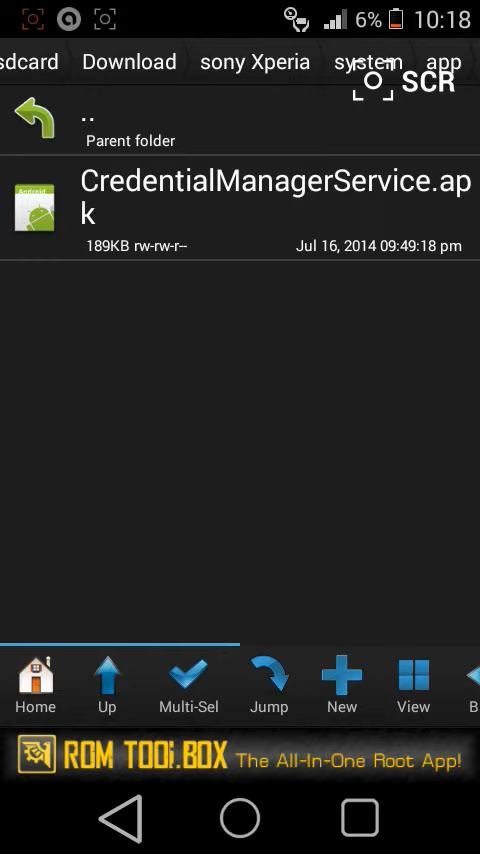 6% 10:18
sdcard Download sony Xperia system app
SCR
..
Parent folder
Android
CredentialManagerService.ap
k
189KB rw-rw-r-- Jul 16, 2014 09:49:18 pm
Home Up Multi-Sel Jump New View B
ROM TOOLBOX The All-In-One Root App!